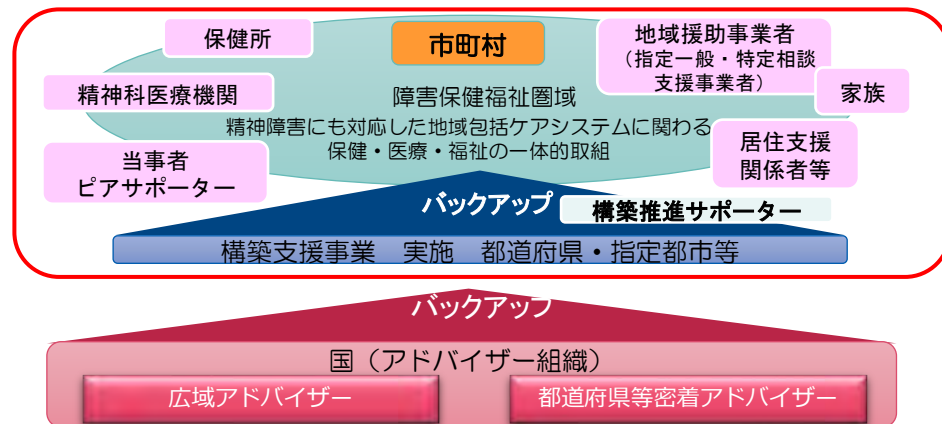 保健所
市町村
地域援助事業者
（指定一般・特定相談
支援事業者）
精神科医療機関
障害保健福祉圏域
家族
精神障害にも対応した地域包括ケアシステムに関わる
保健・医療・福祉の一体的取組
当事者
ピアサポーター
居住支援
関係者等
バックアップ
構築推進サポーター
構築支援事業　実施　都道府県・指定都市等
バックアップ
国（アドバイザー組織）
広域アドバイザー
都道府県等密着アドバイザー